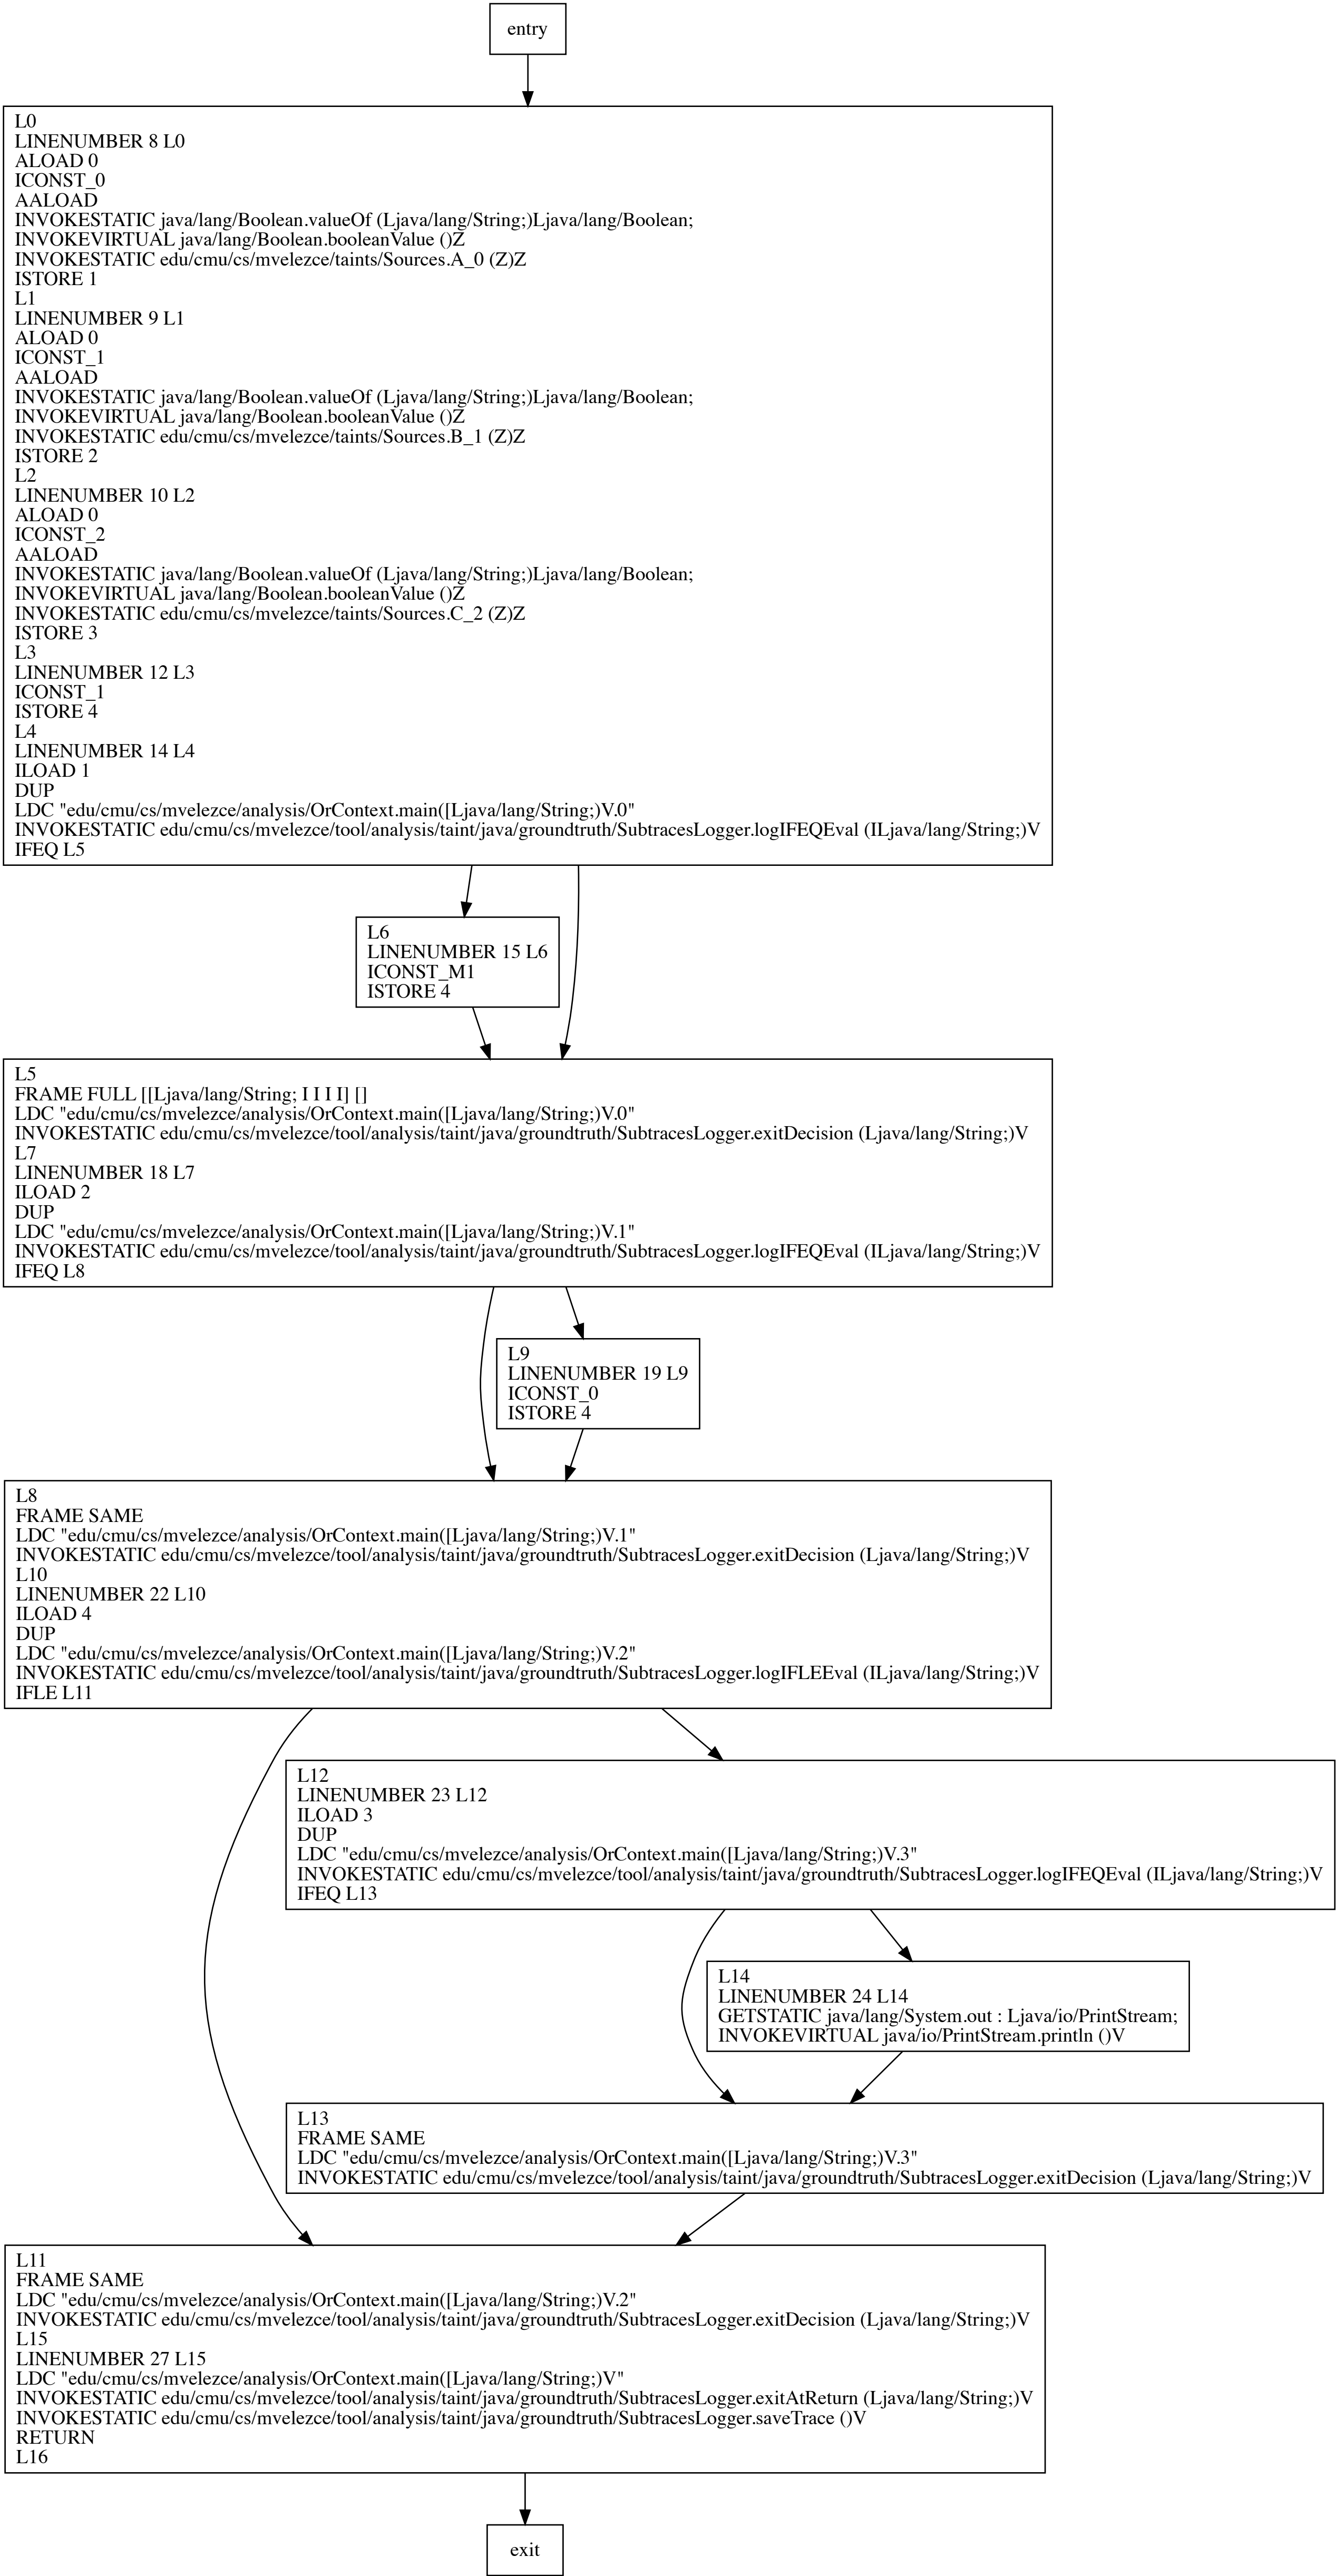 entry
L0
LINENUMBER 8 L0
ALOAD 0
ICONST_0
AALOAD
INVOKESTATIC java/lang/Boolean.valueOf (Ljava/lang/String;)Ljava/lang/Boolean;
INVOKEVIRTUAL java/lang/Boolean.booleanValue ()Z
INVOKESTATIC edu/cmu/cs/mvelezce/taints/Sources.A_0 (Z)Z
ISTORE 1
L1
LINENUMBER 9 L1
ALOAD 0
ICONST_1
AALOAD
INVOKESTATIC java/lang/Boolean.valueOf (Ljava/lang/String;)Ljava/lang/Boolean;
INVOKEVIRTUAL java/lang/Boolean.booleanValue ()Z
INVOKESTATIC edu/cmu/cs/mvelezce/taints/Sources.B_1 (Z)Z
ISTORE 2
L2
LINENUMBER 10 L2
ALOAD 0
ICONST_2
AALOAD
INVOKESTATIC java/lang/Boolean.valueOf (Ljava/lang/String;)Ljava/lang/Boolean;
INVOKEVIRTUAL java/lang/Boolean.booleanValue ()Z
INVOKESTATIC edu/cmu/cs/mvelezce/taints/Sources.C_2 (Z)Z
ISTORE 3
L3
LINENUMBER 12 L3
ICONST_1
ISTORE 4
L4
LINENUMBER 14 L4
ILOAD 1
DUP
LDC "edu/cmu/cs/mvelezce/analysis/OrContext.main([Ljava/lang/String;)V.0"
INVOKESTATIC edu/cmu/cs/mvelezce/tool/analysis/taint/java/groundtruth/SubtracesLogger.logIFEQEval (ILjava/lang/String;)V
IFEQ L5
L6
LINENUMBER 15 L6
ICONST_M1
ISTORE 4
L5
FRAME FULL [[Ljava/lang/String; I I I I] []
LDC "edu/cmu/cs/mvelezce/analysis/OrContext.main([Ljava/lang/String;)V.0"
INVOKESTATIC edu/cmu/cs/mvelezce/tool/analysis/taint/java/groundtruth/SubtracesLogger.exitDecision (Ljava/lang/String;)V
L7
LINENUMBER 18 L7
ILOAD 2
DUP
LDC "edu/cmu/cs/mvelezce/analysis/OrContext.main([Ljava/lang/String;)V.1"
INVOKESTATIC edu/cmu/cs/mvelezce/tool/analysis/taint/java/groundtruth/SubtracesLogger.logIFEQEval (ILjava/lang/String;)V
IFEQ L8
L9
LINENUMBER 19 L9
ICONST_0
ISTORE 4
L8
FRAME SAME
LDC "edu/cmu/cs/mvelezce/analysis/OrContext.main([Ljava/lang/String;)V.1"
INVOKESTATIC edu/cmu/cs/mvelezce/tool/analysis/taint/java/groundtruth/SubtracesLogger.exitDecision (Ljava/lang/String;)V
L10
LINENUMBER 22 L10
ILOAD 4
DUP
LDC "edu/cmu/cs/mvelezce/analysis/OrContext.main([Ljava/lang/String;)V.2"
INVOKESTATIC edu/cmu/cs/mvelezce/tool/analysis/taint/java/groundtruth/SubtracesLogger.logIFLEEval (ILjava/lang/String;)V
IFLE L11
L12
LINENUMBER 23 L12
ILOAD 3
DUP
LDC "edu/cmu/cs/mvelezce/analysis/OrContext.main([Ljava/lang/String;)V.3"
INVOKESTATIC edu/cmu/cs/mvelezce/tool/analysis/taint/java/groundtruth/SubtracesLogger.logIFEQEval (ILjava/lang/String;)V
IFEQ L13
L14
LINENUMBER 24 L14
GETSTATIC java/lang/System.out : Ljava/io/PrintStream;
INVOKEVIRTUAL java/io/PrintStream.println ()V
L13
FRAME SAME
LDC "edu/cmu/cs/mvelezce/analysis/OrContext.main([Ljava/lang/String;)V.3"
INVOKESTATIC edu/cmu/cs/mvelezce/tool/analysis/taint/java/groundtruth/SubtracesLogger.exitDecision (Ljava/lang/String;)V
L11
FRAME SAME
LDC "edu/cmu/cs/mvelezce/analysis/OrContext.main([Ljava/lang/String;)V.2"
INVOKESTATIC edu/cmu/cs/mvelezce/tool/analysis/taint/java/groundtruth/SubtracesLogger.exitDecision (Ljava/lang/String;)V
L15
LINENUMBER 27 L15
LDC "edu/cmu/cs/mvelezce/analysis/OrContext.main([Ljava/lang/String;)V"
INVOKESTATIC edu/cmu/cs/mvelezce/tool/analysis/taint/java/groundtruth/SubtracesLogger.exitAtReturn (Ljava/lang/String;)V
INVOKESTATIC edu/cmu/cs/mvelezce/tool/analysis/taint/java/groundtruth/SubtracesLogger.saveTrace ()V
RETURN
L16
exit